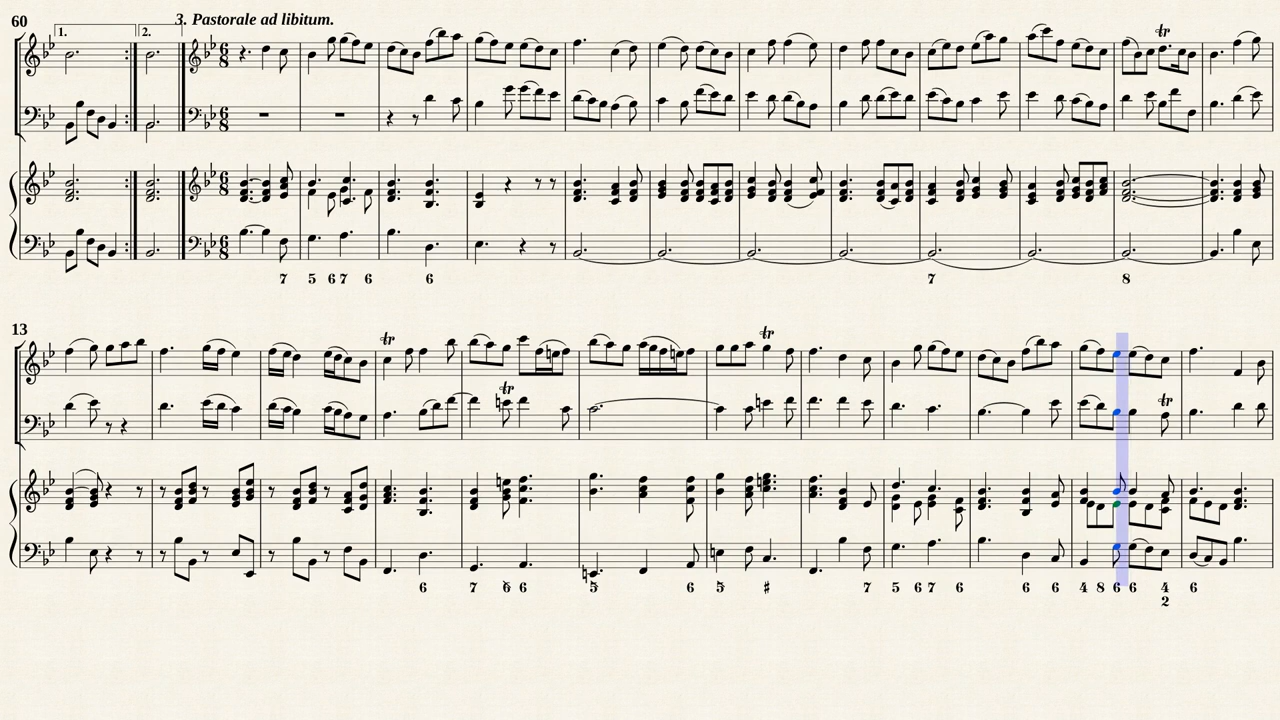 60
1. 2. 3. Pastorale ad libitum.
tr
7 5 6 7 6 6 7 8
13
tr tr tr
tr tr
6 7 6 6 5 6 5 # 7 5 6 7 6 6 6 4 8 6 6 4 6
2